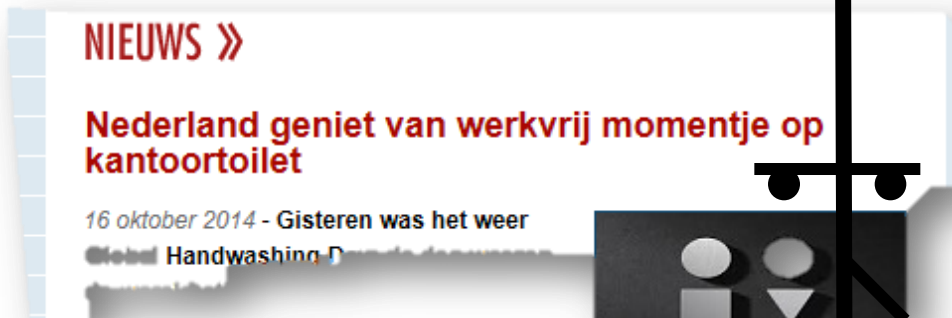 NIEUWS »
Nederland geniet van werkvrij momentje op
kantoortoilet
16 oktober 2014 - Gisteren was het weer
Handwashing